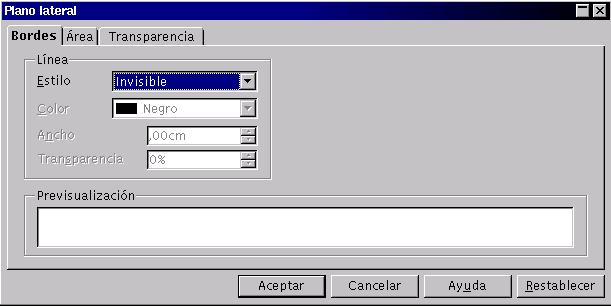 Plano lateral
Bordes Área Transparencia
Línea
Estilo Invisible
Color Negro
Ancho ,00cm
Transparencia 0%
Previsualización
Aceptar Cancelar Ayuda Restablecer